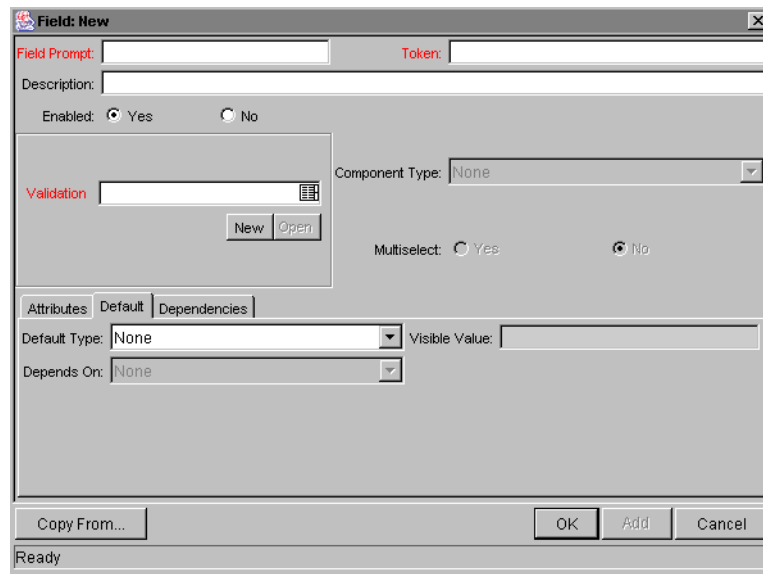 Field: New
Field Prompt: Token:
Description:
Enabled: Yes No
Validation
Component Type: None
New Open
Multiselect: Yes No
Attributes Default Dependencies
Default Type: None Visible Value:
Depends On: None
Copy From... OK Add Cancel
Ready